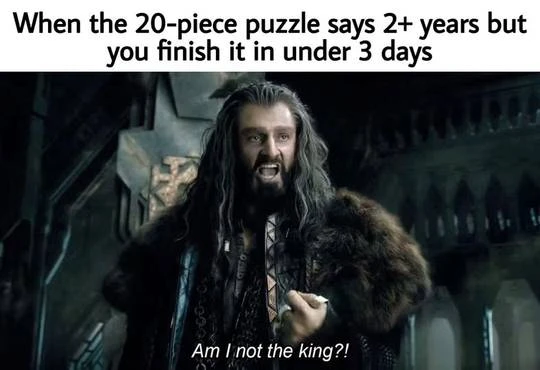 When the 20-piece puzzle says 2+ years but
you finish it in under 3 days
Am I not the king?!